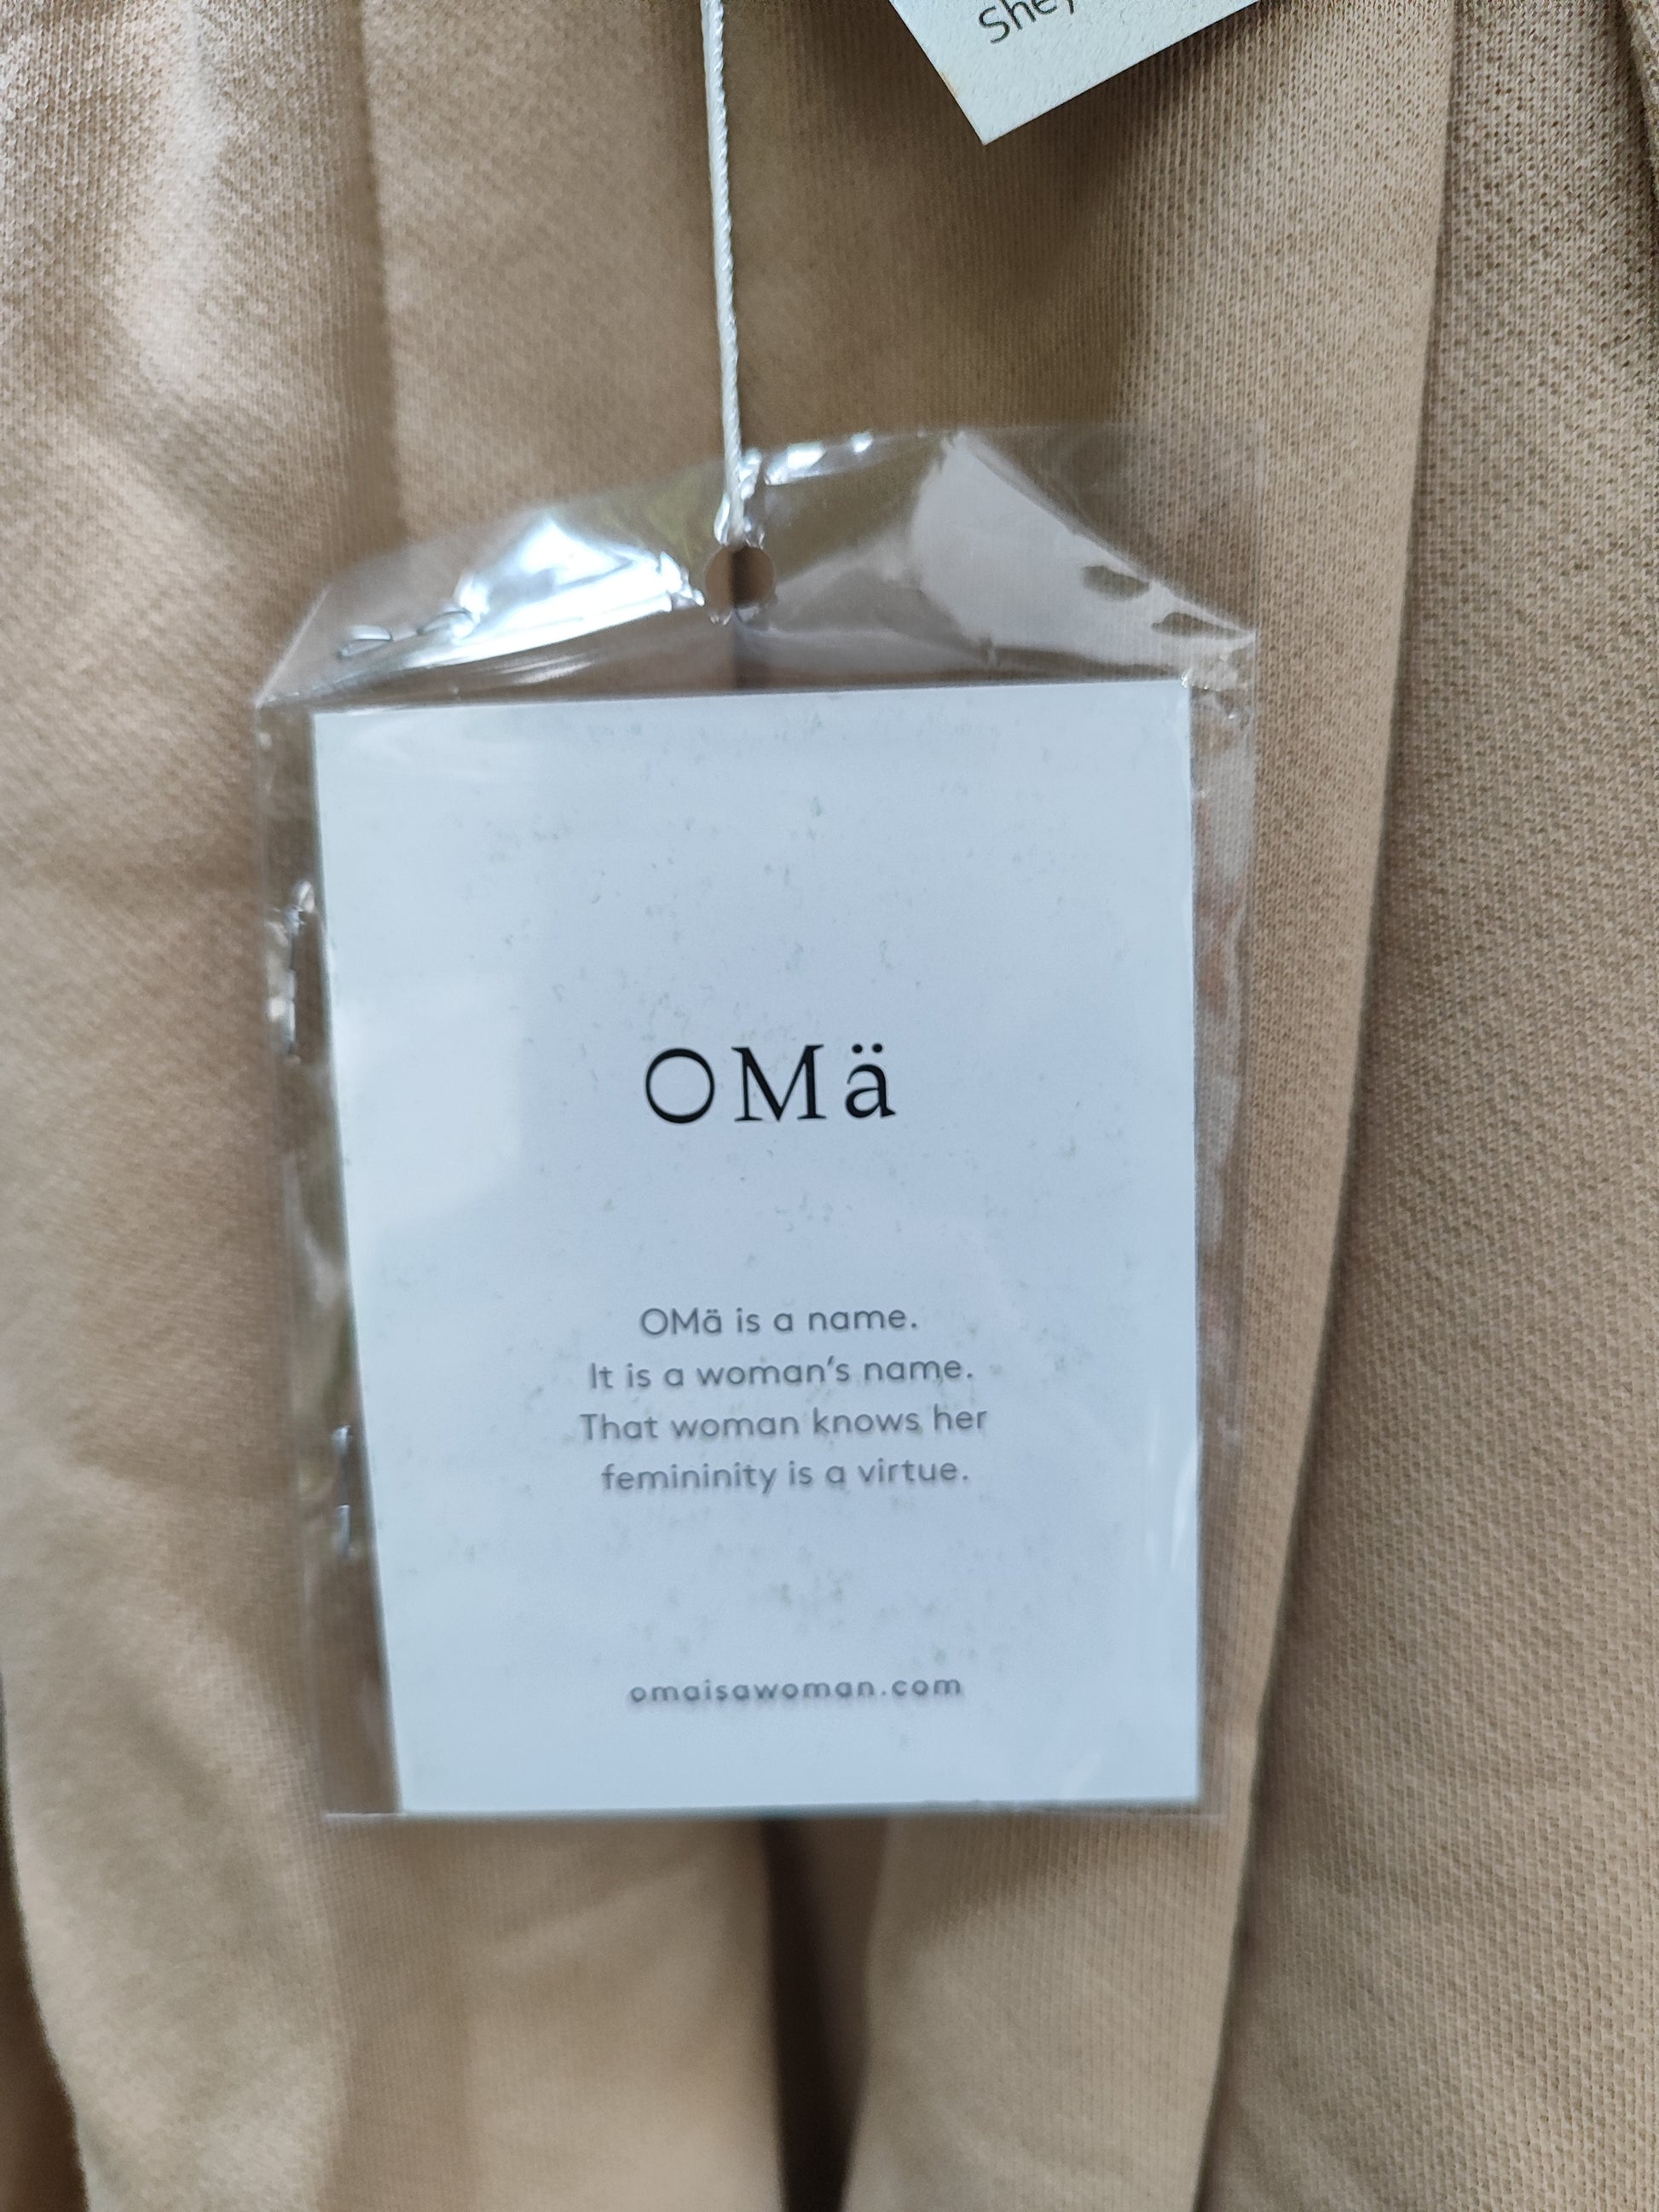 OMä
OMä is a name.
It is a woman's name.
That woman knows her
femininity is a virtue.
omaisawoman.com